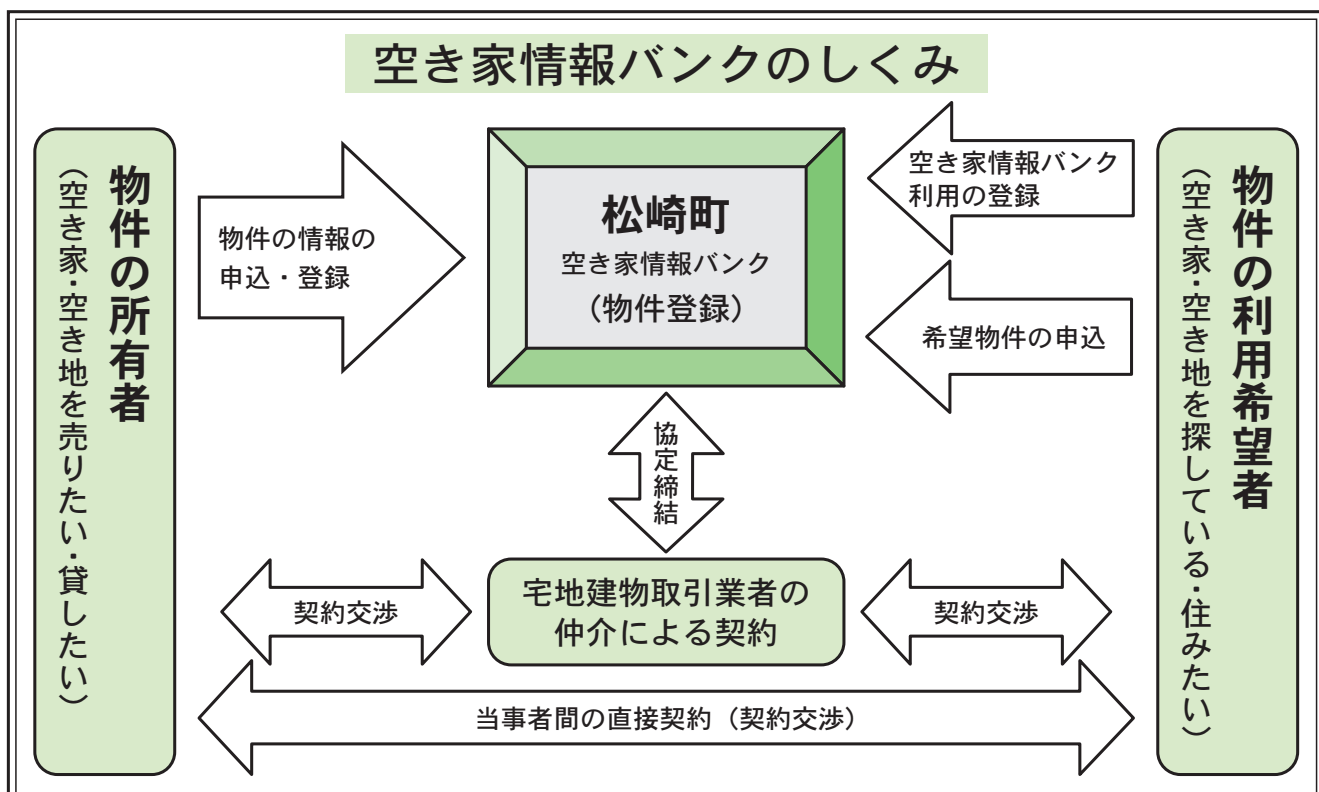 空き家情報バンクのしくみ
物件の所有者
（空き家・空き地を売りたい・貸したい）
物件の情報の
申込・登録
松崎町
空き家情報バンク
（物件登録）
空き家情報バンク
利用の登録
希望物件の申込
物件の利用希望者
（空き家・空き地を探している・住みたい）
協定締結
契約交渉
宅地建物取引業者の
仲介による契約
契約交渉
当事者間の直接契約（契約交渉）